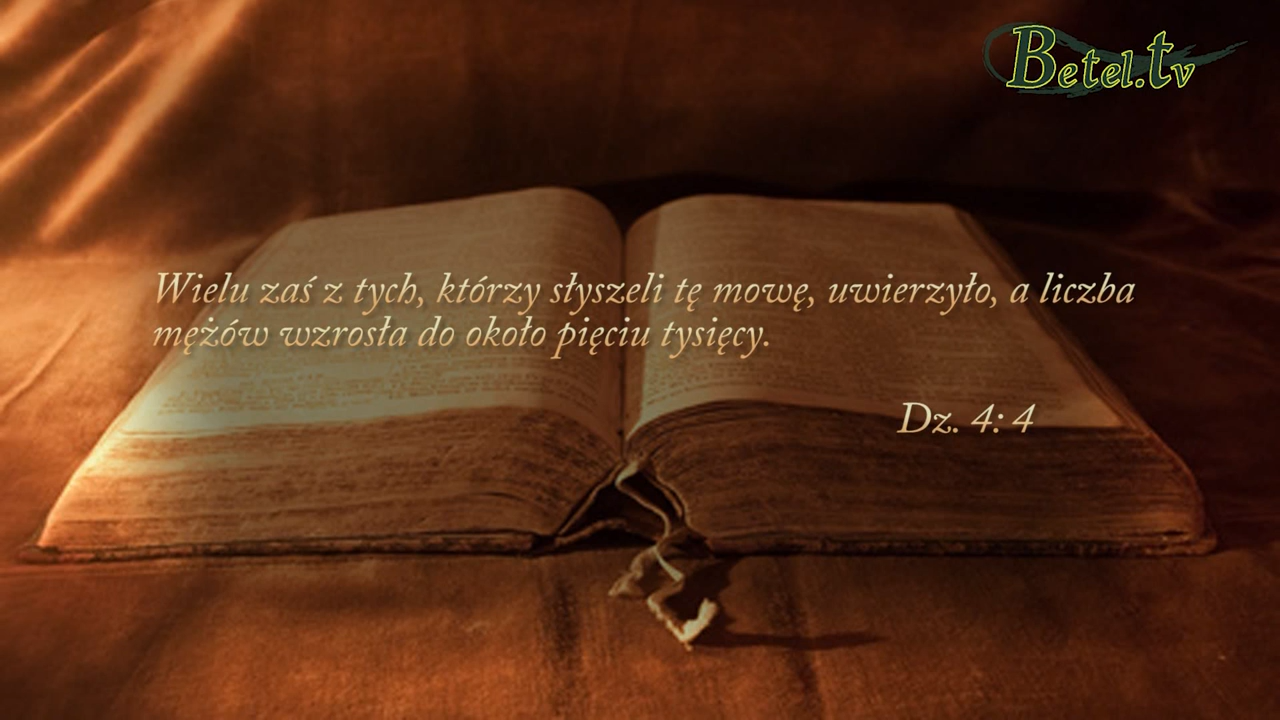 Betel.tv
Wielu zaś z tych, którzy słyszeli tę mowę, uwierzyło, a liczba
mężów wzrosła do około pięciu tysięcy.
Dz. 4: 4